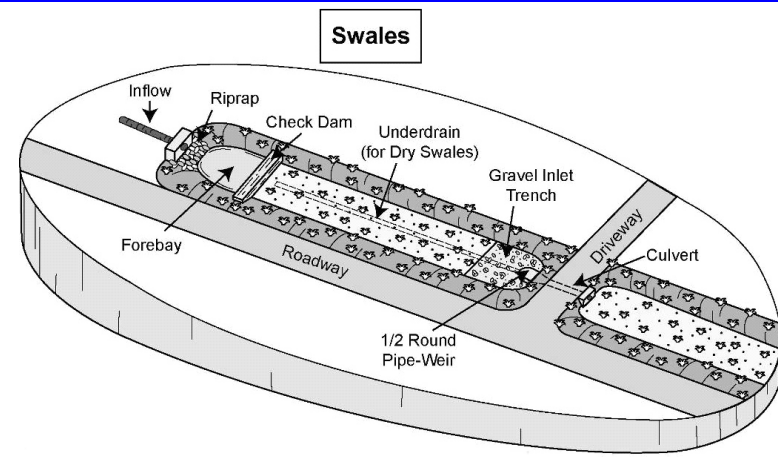 Swales
Inflow
Riprap
Check Dam
Underdrain
(for Dry Swales)
Gravel Inlet
Trench
Driveway
Culvert
Forebay
Roadway
1/2 Round
Pipe-Weir